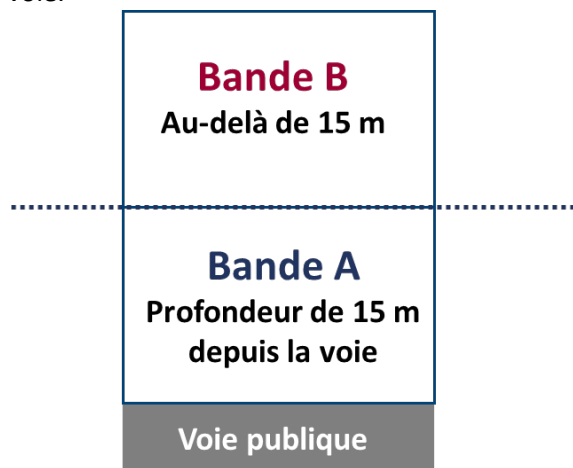 Bande B
Au-delà de 15 m
Bande A
Profondeur de 15 m
depuis la voie
Voie publique